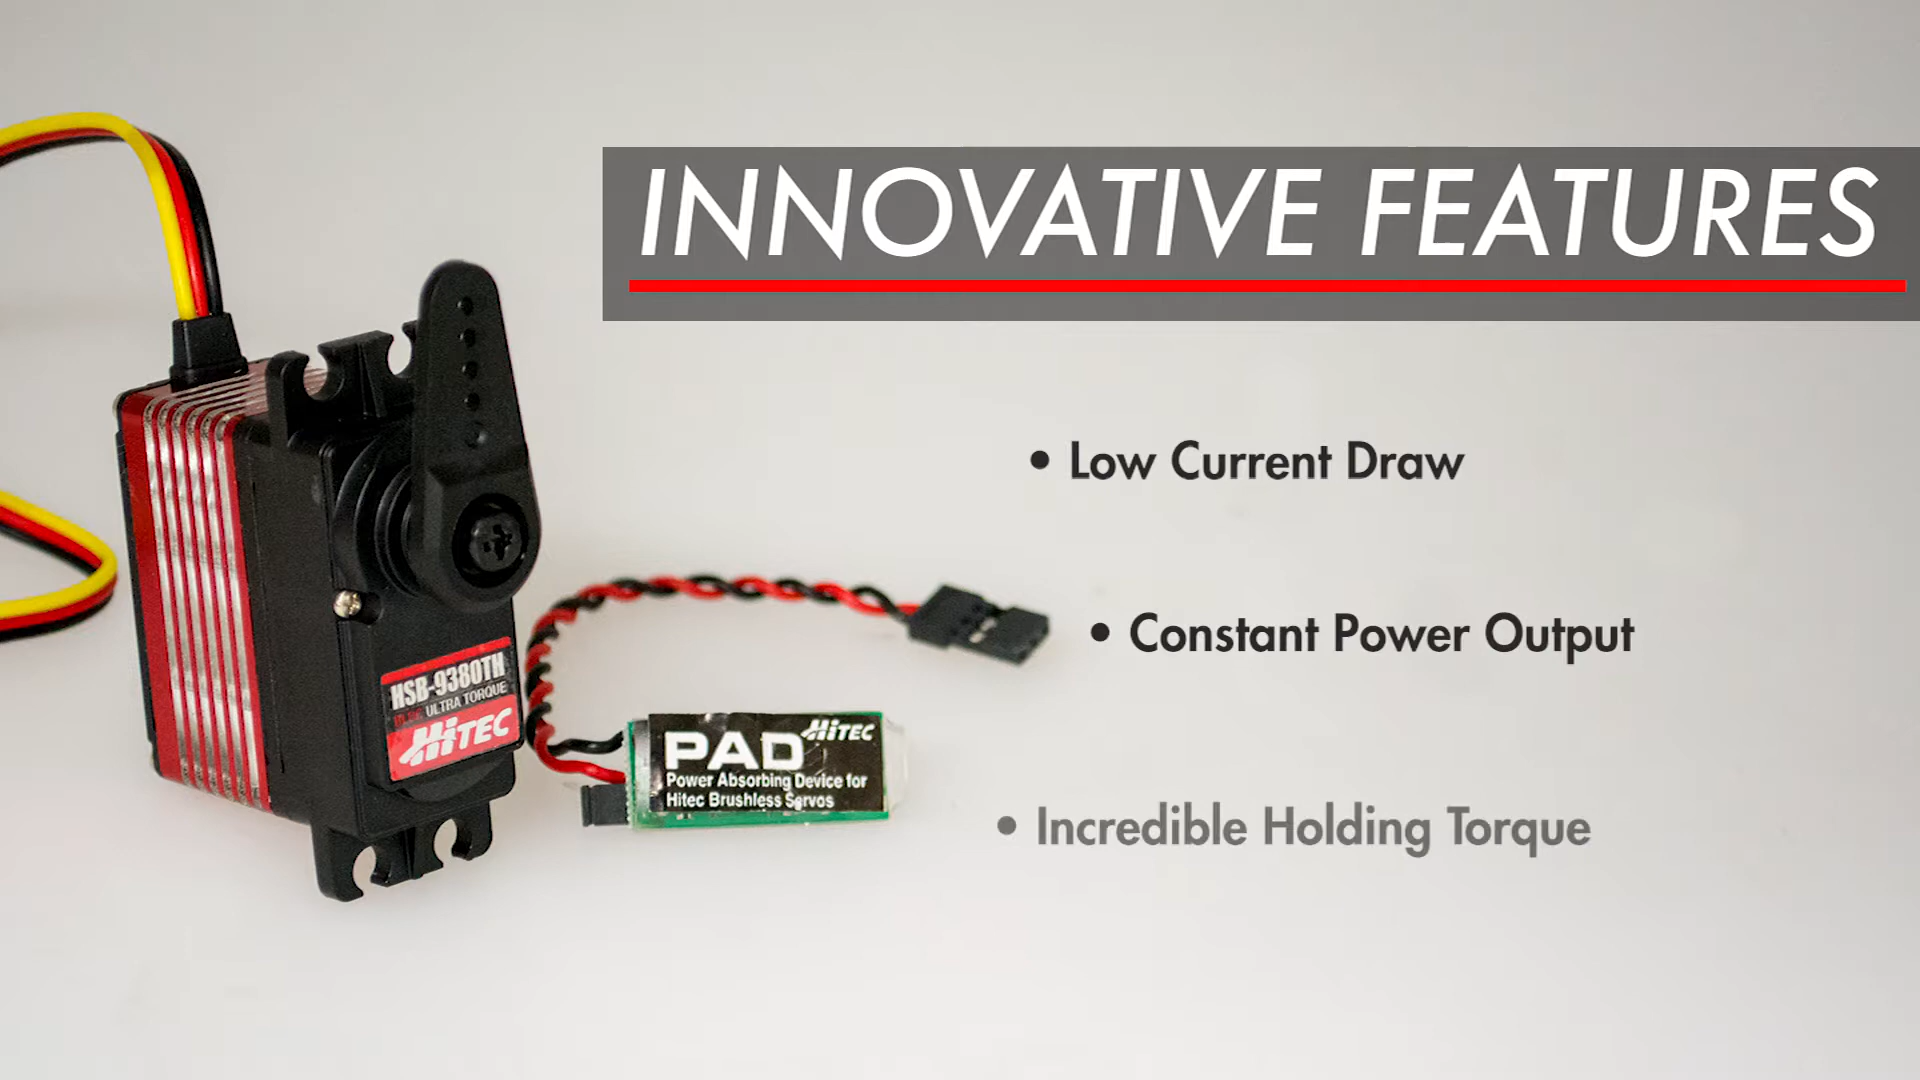 INNOVATIVE FEATURES
• Low Current Draw
• Constant Power Output
• Incredible Holding Torque
HSB-9380TH
ULTRA TORQUE
HiTEC
HiTEC
PAD
Power Absorbing Device for
Hitec Brushless Servos